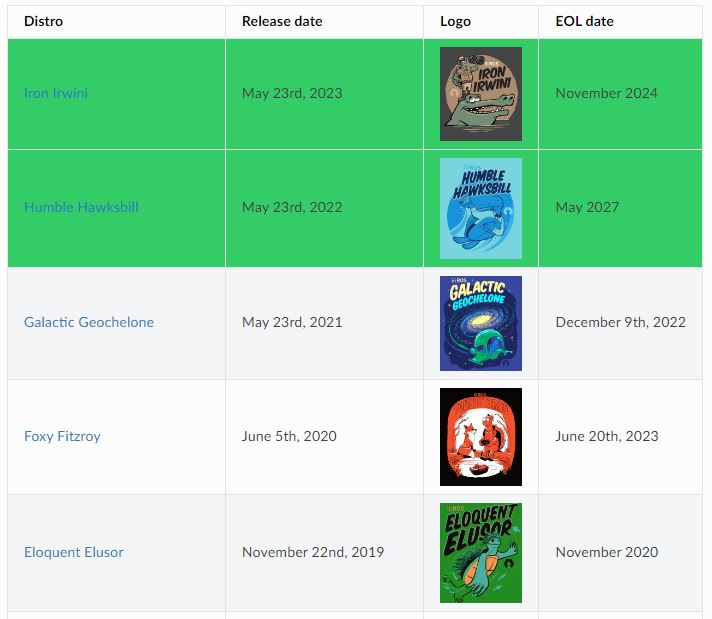 Distro Release date Logo EOL date
Iron Irwini May 23rd, 2023 November 2024
ROS
IRON
IRWINI
Humble Hawksbill May 23rd, 2022 May 2027
ROS
HUMBLE
HAWKSBILL
Galactic Geochelone May 23rd, 2021 December 9th, 2022
ROS
GALACTIC
GEOCHELONE
Foxy Fitzroy June 5th, 2020 June 20th, 2023
ROS
Eloquent Elusor November 22nd, 2019 November 2020
ROS
ELOQUENT
ELUSOR